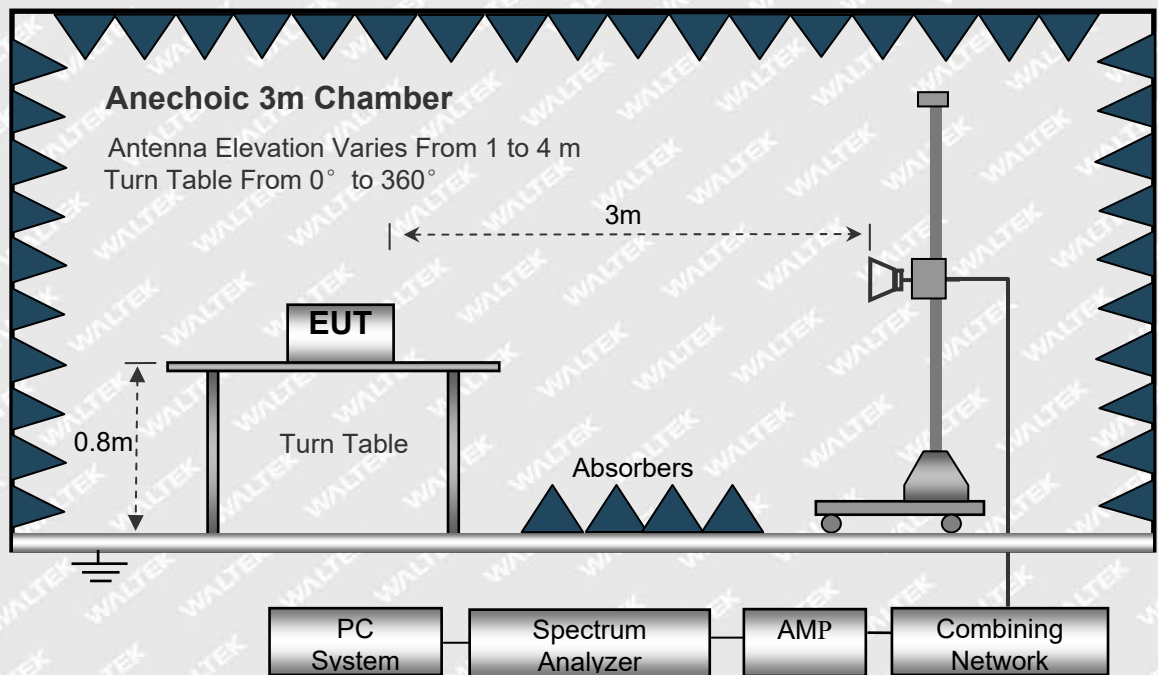 Anechoic 3m Chamber
Antenna Elevation Varies From 1 to 4 m
Turn Table From 0° to 360°
3m
EUT
0.8m
Turn Table
Absorbers
PC
System
Spectrum
Analyzer
AMP
Combining
Network
WALTEK